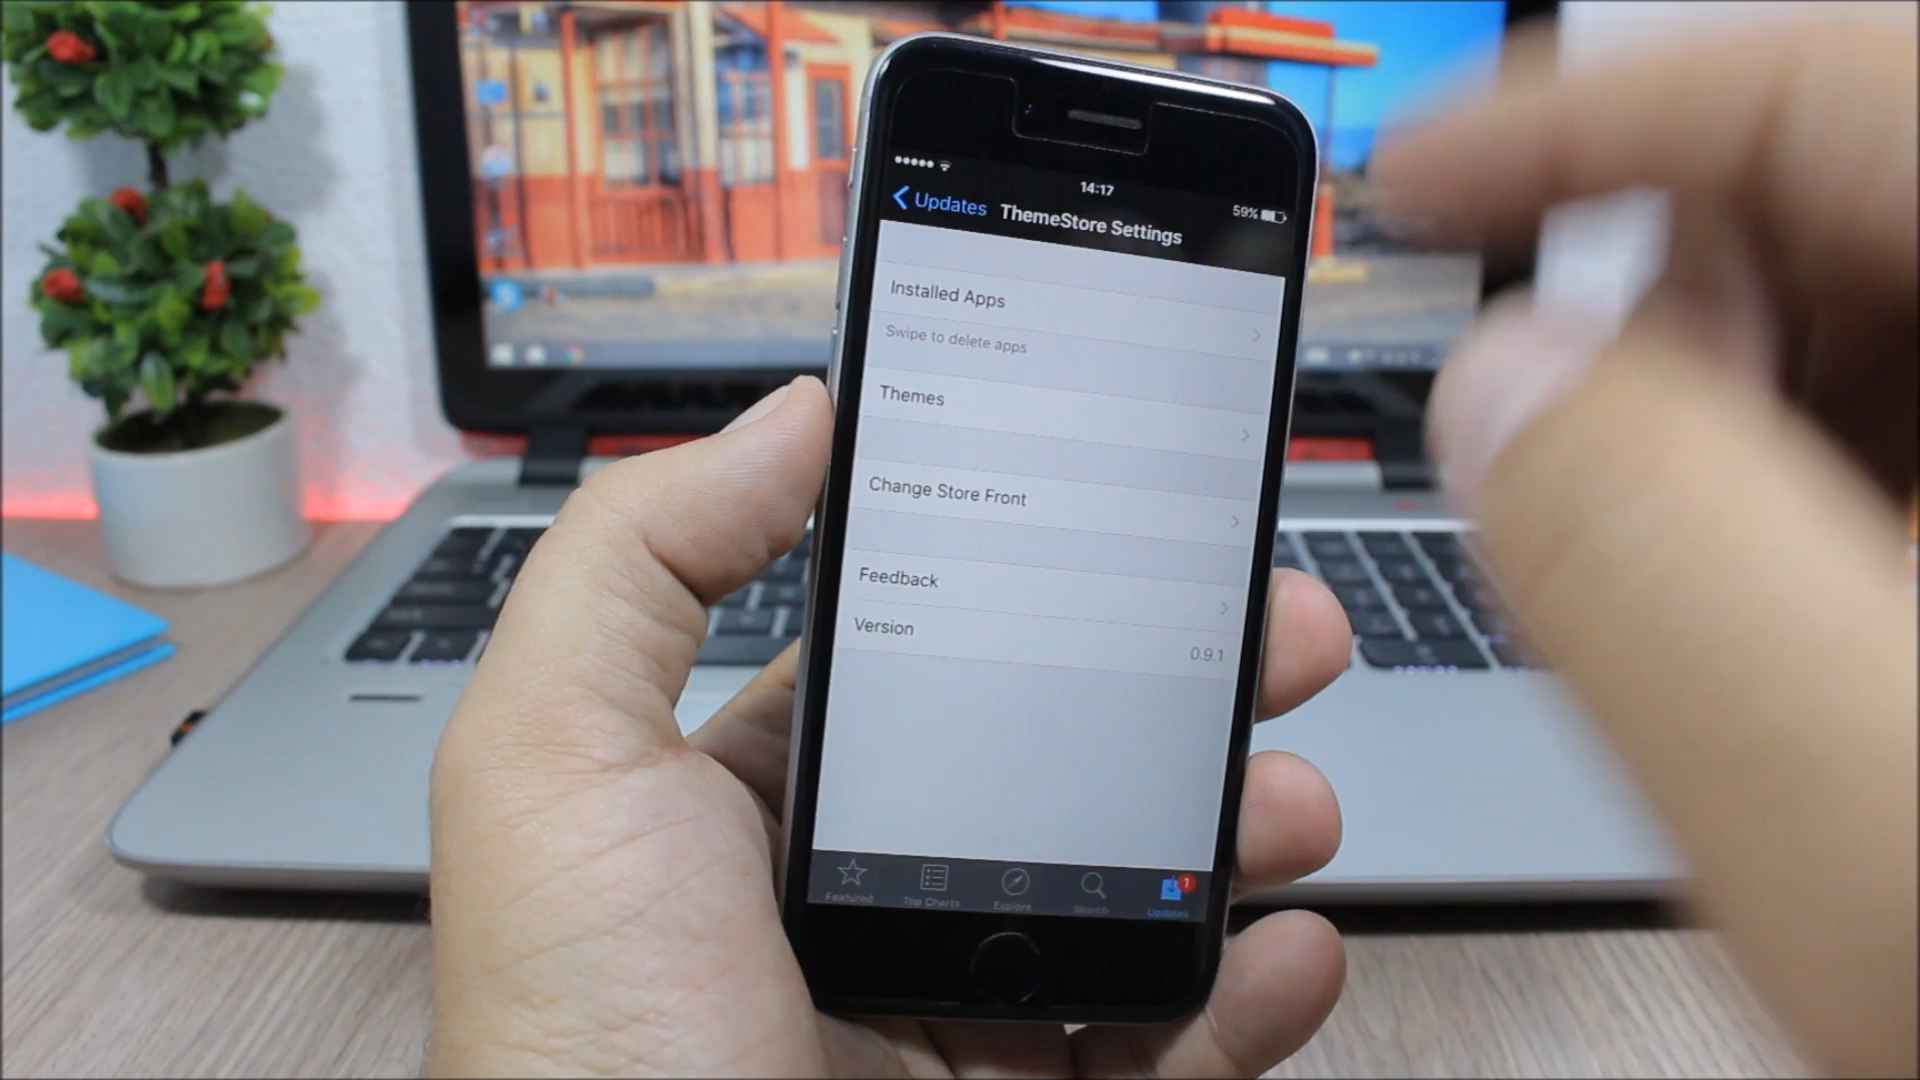 14:17
59%
Updates
ThemeStore Settings
Installed Apps
Swipe to delete apps
Themes
Change Store Front
Feedback
Version
0.9.1
Featured
Top Charts
Explore
Search
1
Updates